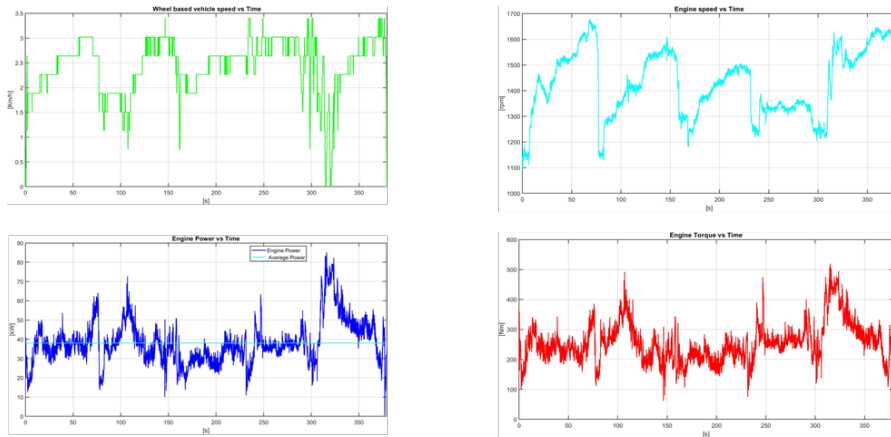 Wheel based vehicle speed vs Time
[Km/h]
3.5
3
2.5
2
1.5
1
0.5
0
0 50 100 150 200 250 300 350
[s]
Engine speed vs Time
[rpm]
1700
1600
1500
1400
1300
1200
1100
1000
0 50 100 150 200 250 300 350
[s]
Engine Power vs Time
Engine Power
Average Power
[kW]
90
80
70
60
50
40
30
20
10
0
0 50 100 150 200 250 300 350
[s]
Engine Torque vs Time
[Nm]
600
500
400
300
200
100
0
0 50 100 150 200 250 300 350
[s]